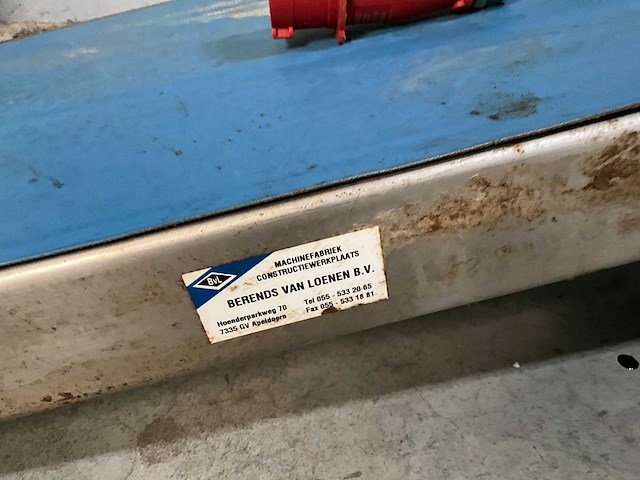 BvL
MACHINEFABRIEK
CONSTRUCTIEWERKPLAATS
BERENDS VAN LOENEN B.V.
Hoenderparkweg 70 Tel 055 - 533 20 65
7335 GV Apeldoorn Fax 055 - 533 18 81